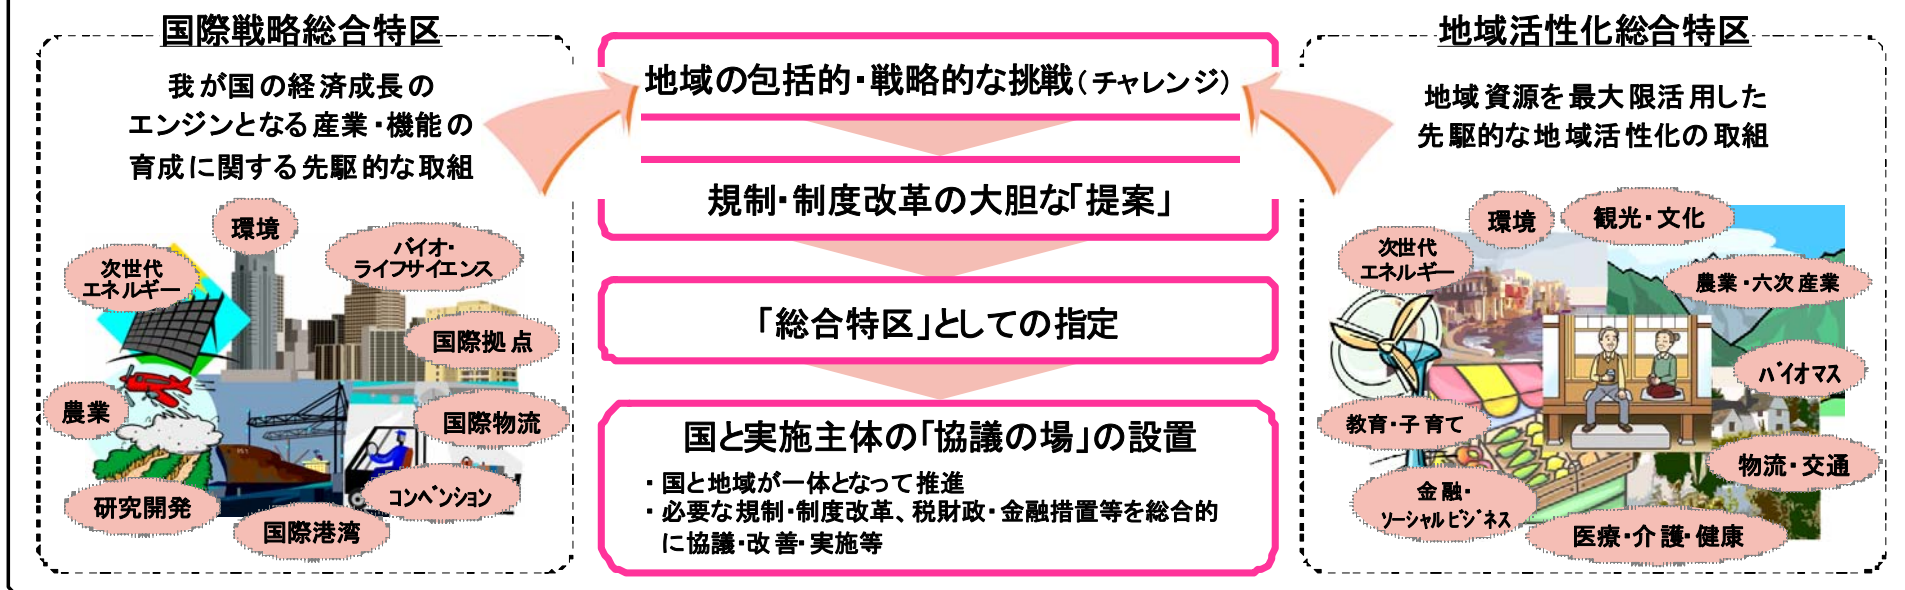 国際戦略総合特区
我が国の経済成長の
エンジンとなる産業・機能の
育成に関する先駆的な取組
環境
バイオ・
ライフサイエンス
次世代
エネルギー
国際拠点
農業
国際物流
研究開発
コンベンション
国際港湾
地域の包括的・戦略的な挑戦（チャレンジ）
規制・制度改革の大胆な「提案」
「総合特区」としての指定
国と実施主体の「協議の場」の設置
・国と地域が一体となって推進
・必要な規制・制度改革、税財政・金融措置等を総合的
に協議・改善・実施等
地域活性化総合特区
地域資源を最大限活用した
先駆的な地域活性化の取組
環境
観光・文化
次世代
エネルギー
農業・六次産業
バイオマス
教育・子育て
物流・交通
金融・
ソーシャルビジネス
医療・介護・健康